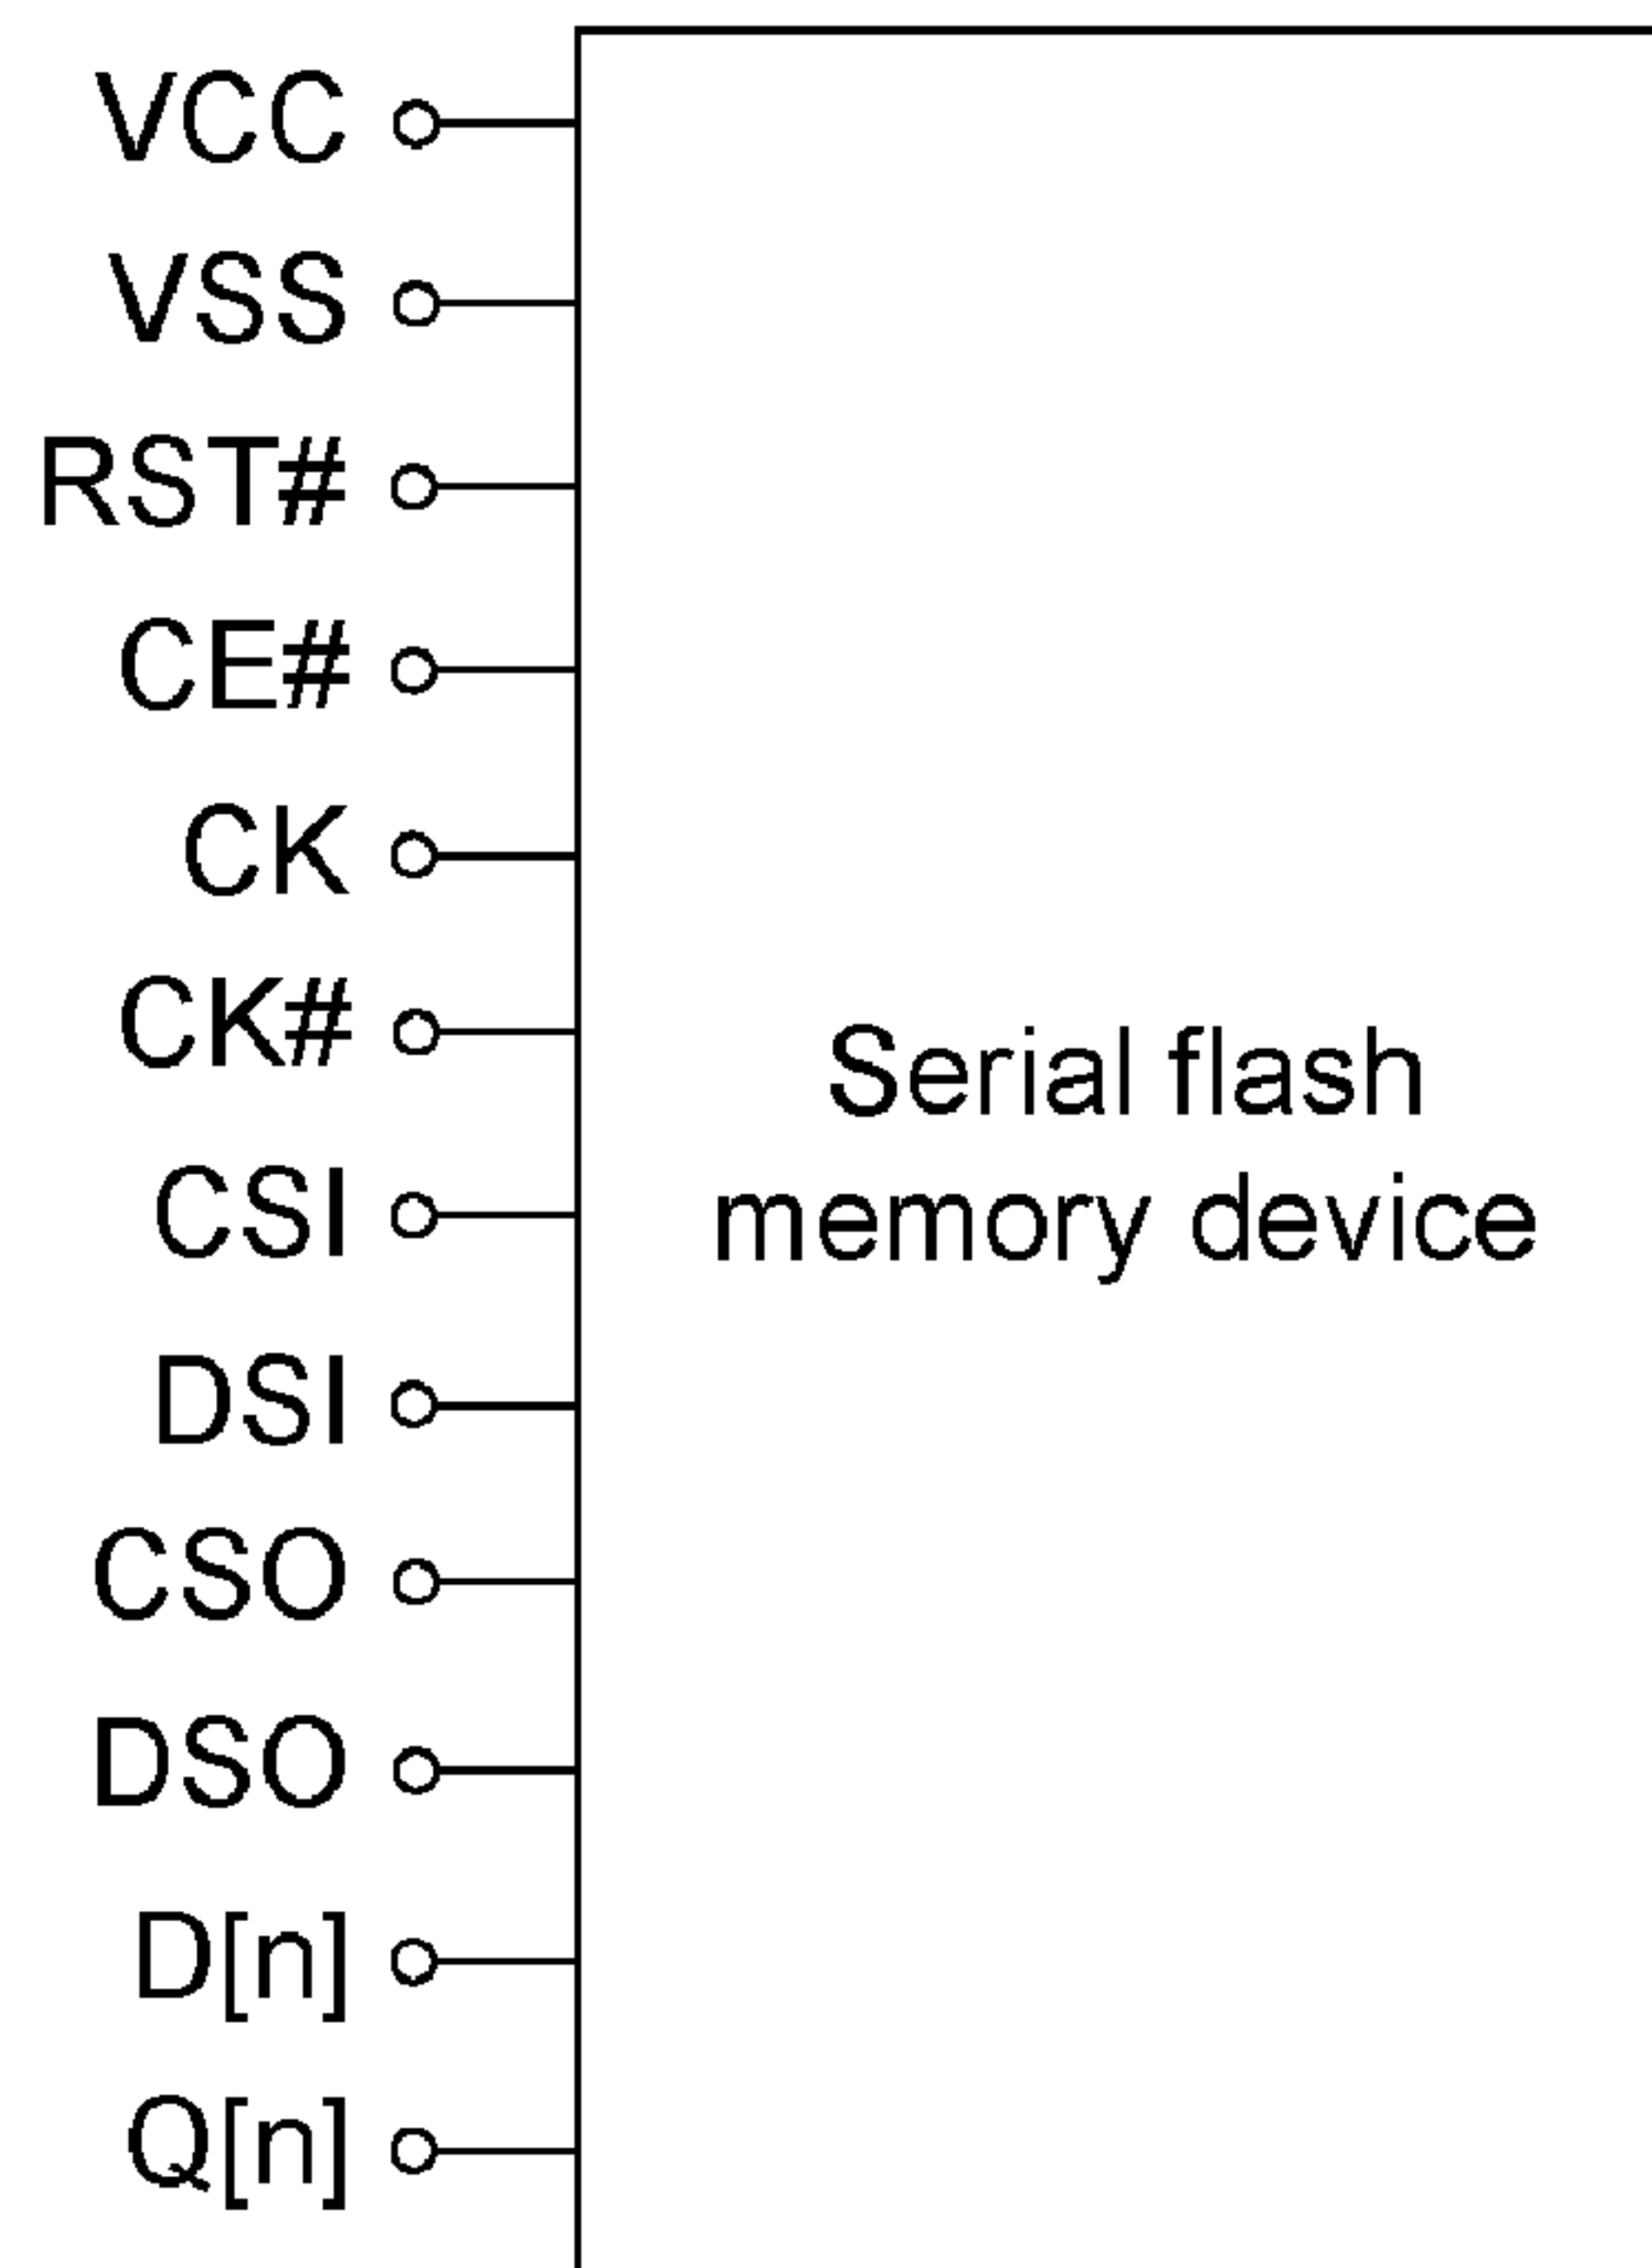 VCC
VSS
RST#
CE#
CK
CK#
CSI
DSI
CSO
DSO
D[n]
Q[n]
Serial flash
memory device